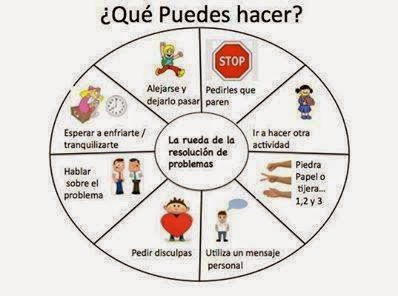 ¿Qué Puedes hacer?
Alejarse y
dejarlo pasar
STOP
Pedirles que
paren
Ir a hacer otra
actividad
Piedra
Papel o
tijera...
1,2 y 3
Utiliza un mensaje
personal
Pedir disculpas
Hablar
sobre el
problema
Esperar a enfriarte /
tranquilizarte
La rueda de la
resolución de
problemas